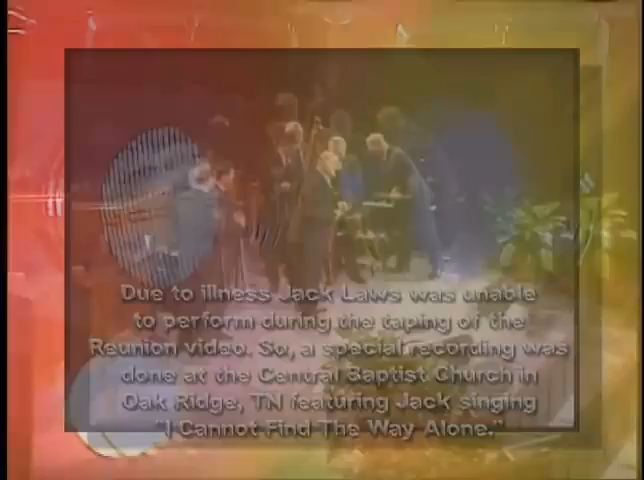 Due to illness Jack Laws was unable
to perform during the taping of the
Reunion video. So, a special recording was
done at the Central Baptist Church in
Oak Ridge, TN featuring Jack singing
"I Cannot Find The Way Alone."